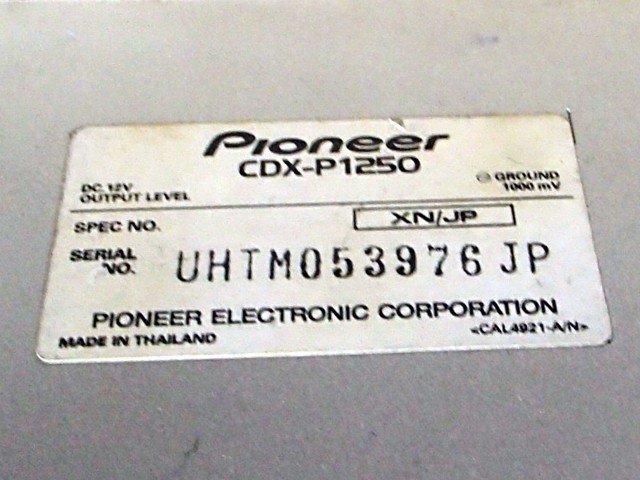 Pioneer
CDX-P1250
DC 12V ⊖ GROUND
OUTPUT LEVEL 1000 mV
SPEC NO. XN/JP
SERIAL NO. UHTM053976JP
PIONEER ELECTRONIC CORPORATION
MADE IN THAILAND <CAL4921-A/N>